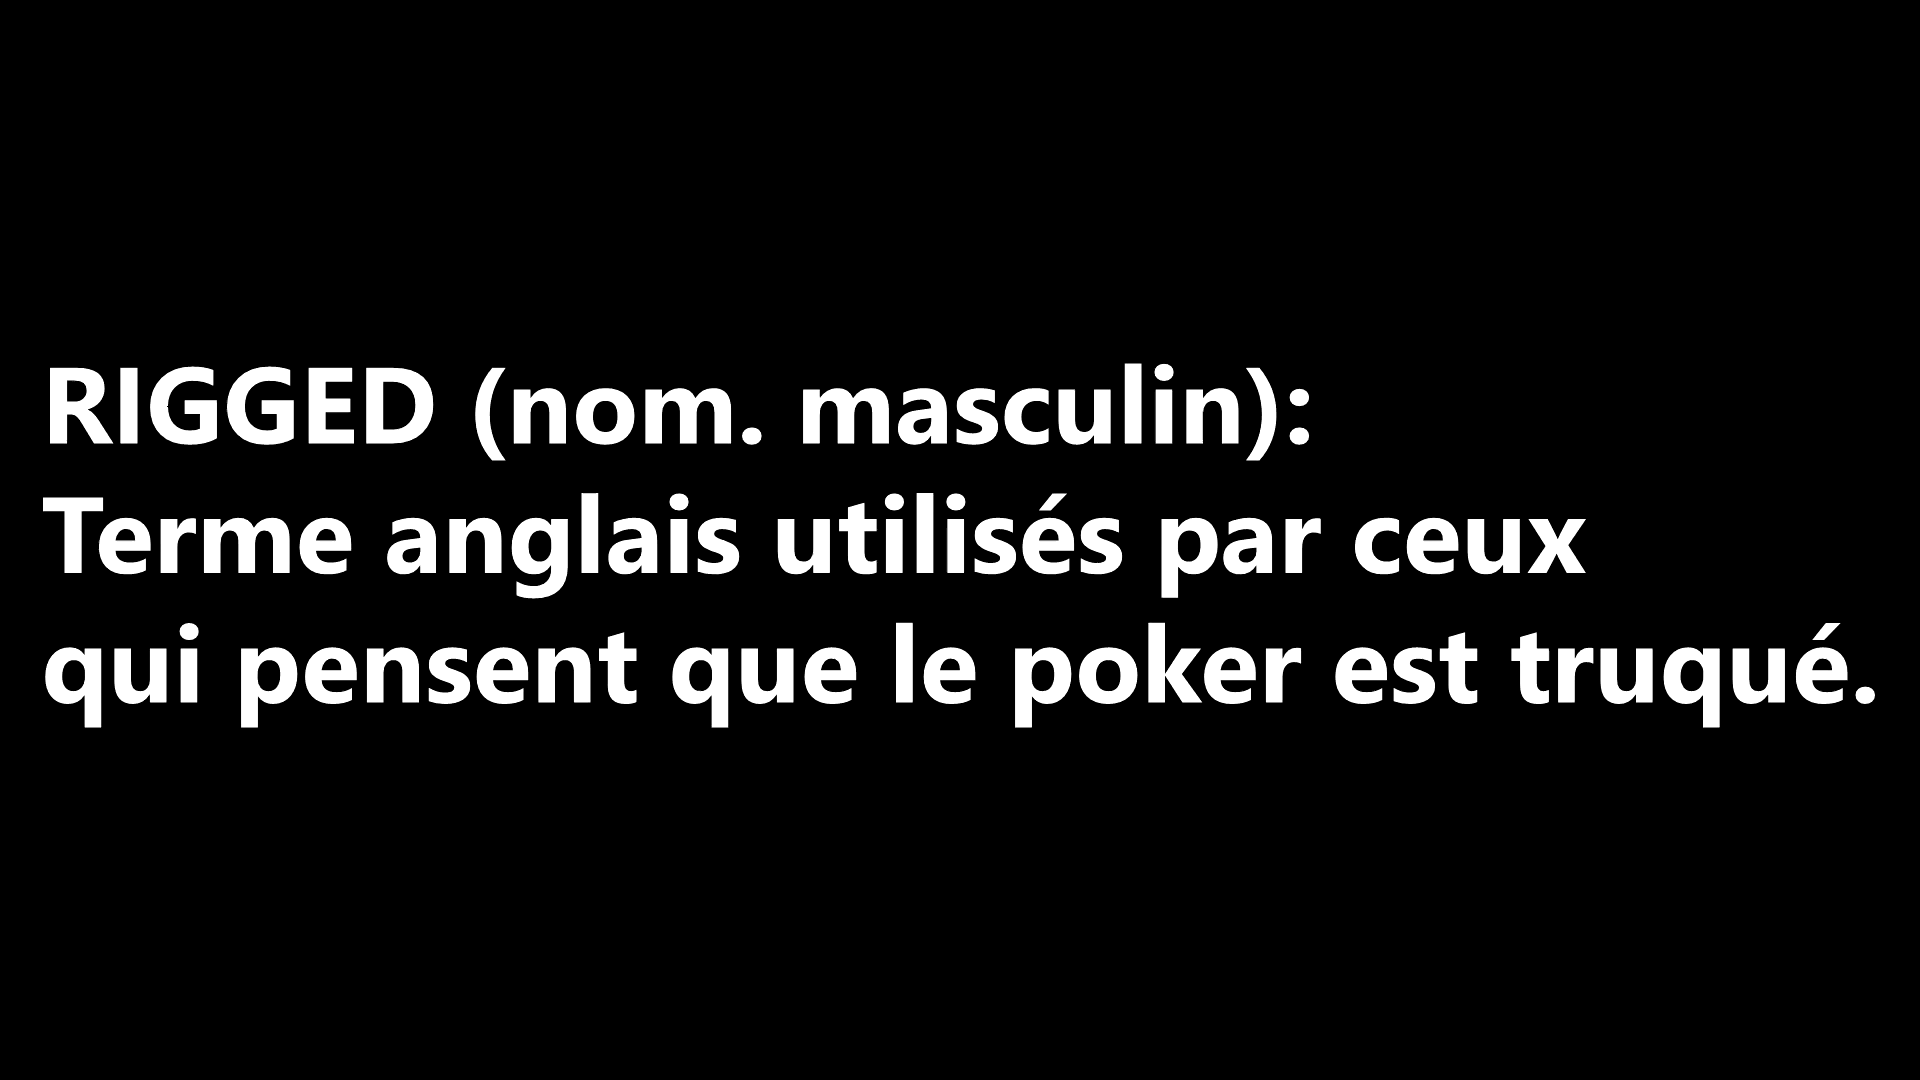 RIGGED (nom. masculin):
Terme anglais utilisés par ceux
qui pensent que le poker est truqué.